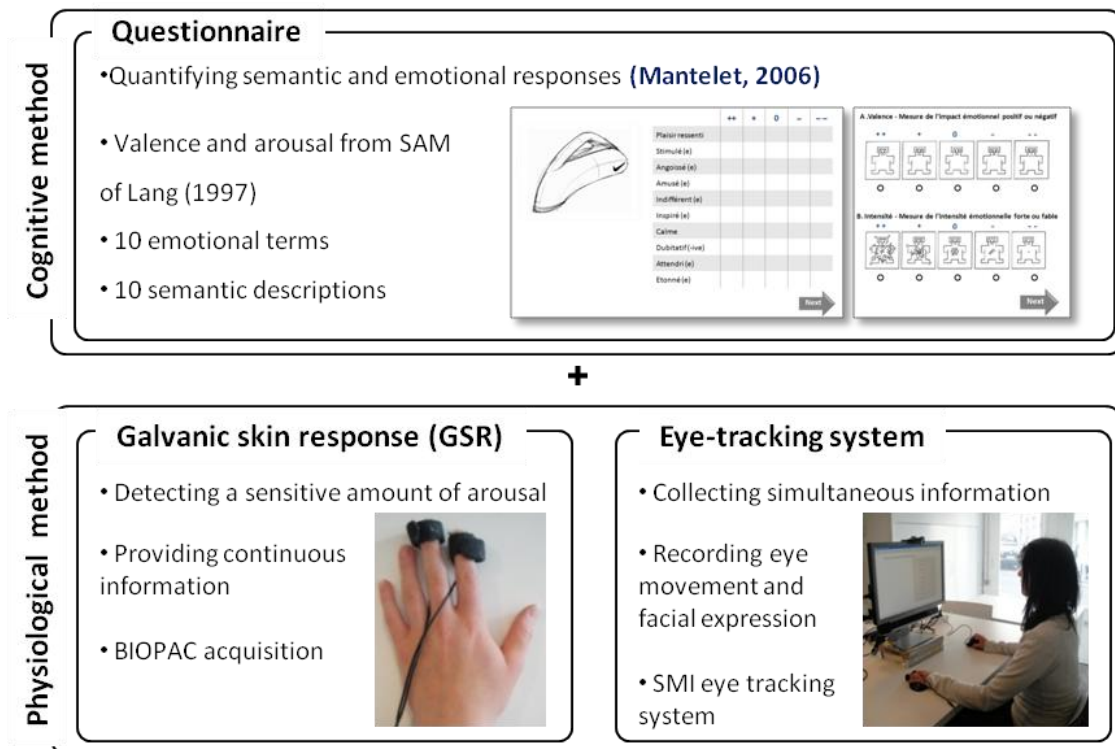 Cognitive method
Questionnaire
•Quantifying semantic and emotional responses (Mantelet, 2006)
• Valence and arousal from SAM
of Lang (1997)
• 10 emotional terms
• 10 semantic descriptions
++ + 0 - --
Plaisir ressenti
Stimulé (e)
Angoissé (e)
Amusé (e)
Indifférent (e)
Inspiré (e)
Calme
Dubitatif (-ive)
Attendri (e)
Etonné (e)
Next
A .Valence - Mesure de l'impact émotionnel positif ou négatif
++ + 0 - --
B. Intensité - Mesure de l'intensité émotionnelle forte ou fable
++ + 0 - --
Next
+
Physiological method
Galvanic skin response (GSR)
• Detecting a sensitive amount of arousal
• Providing continuous
information
• BIOPAC acquisition
Eye-tracking system
• Collecting simultaneous information
• Recording eye
movement and
facial expression
• SMI eye tracking
system